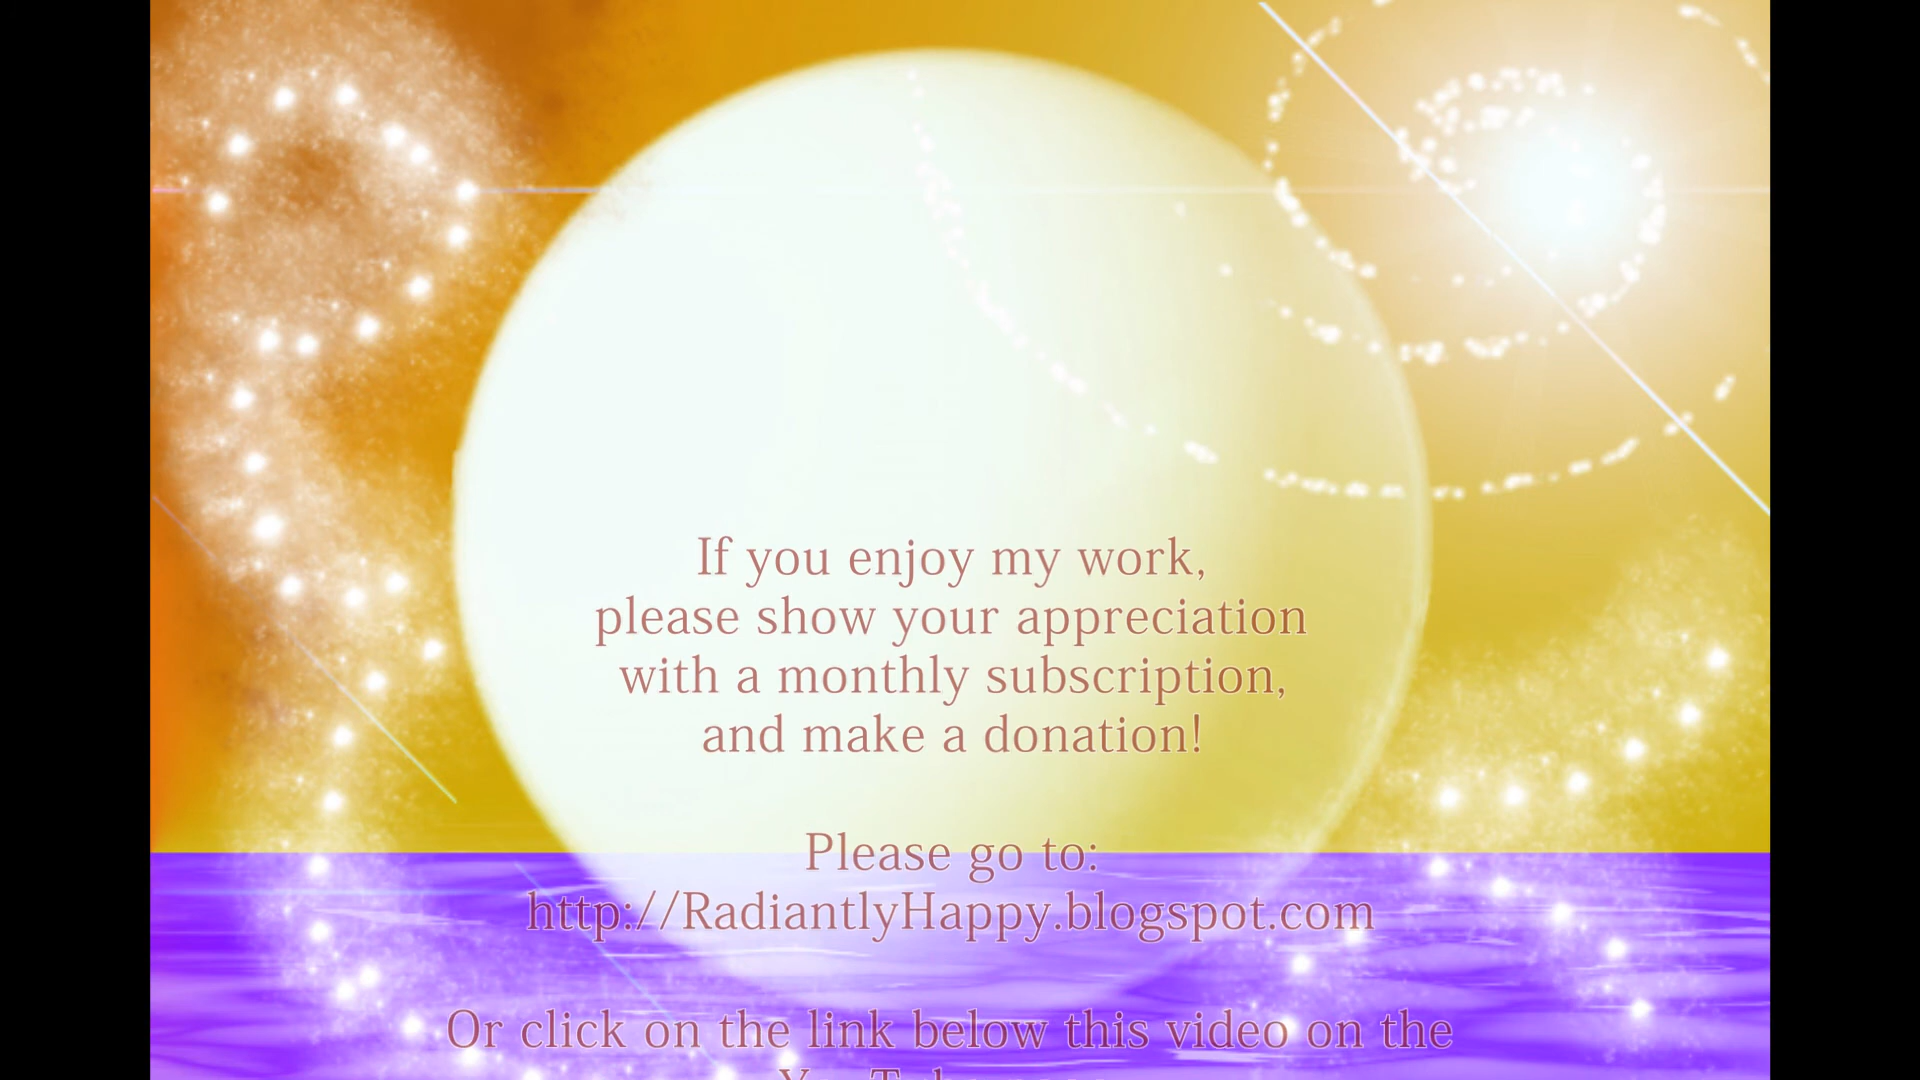 If you enjoy my work,
please show your appreciation
with a monthly subscription,
and make a donation!
Please go to:
http://RadiantlyHappy.blogspot.com
Or click on the link below this video on the